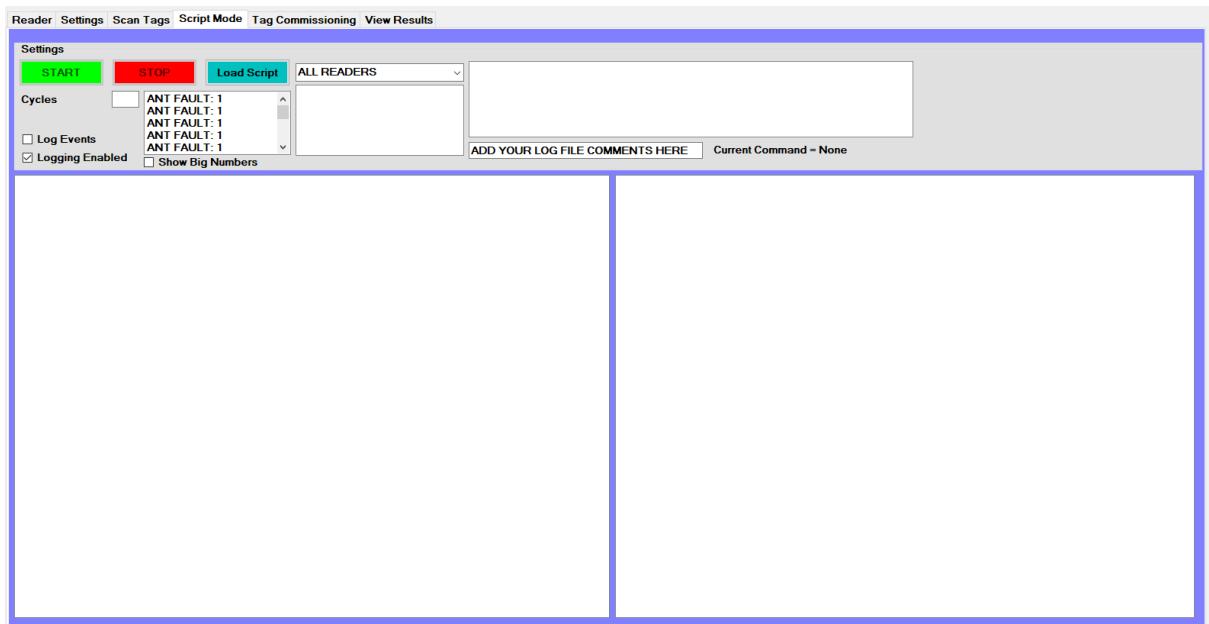 Reader Settings Scan Tags Script Mode Tag Commissioning View Results
Settings
START STOP Load Script ALL READERS
Cycles
ANT FAULT: 1
ANT FAULT: 1
ANT FAULT: 1
ANT FAULT: 1
ANT FAULT: 1
Log Events
Logging Enabled
Show Big Numbers
ADD YOUR LOG FILE COMMENTS HERE Current Command = None